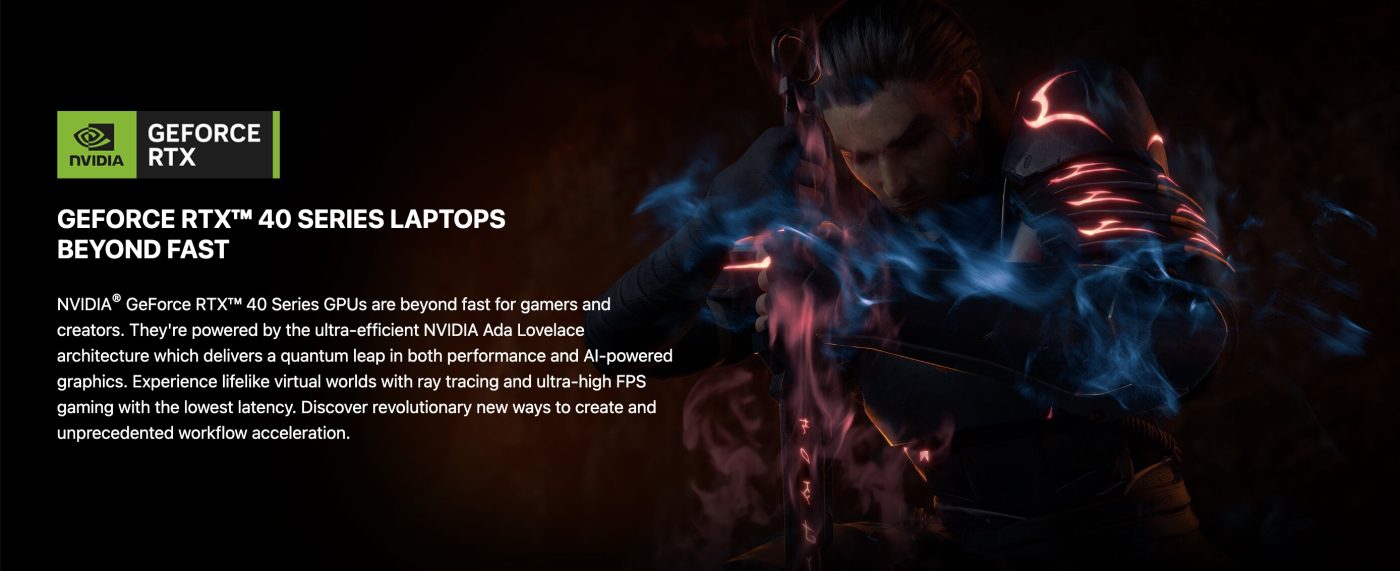 NVIDIA
GEFORCE
RTX
GEFORCE RTX™ 40 SERIES LAPTOPS
BEYOND FAST
NVIDIA® GeForce RTX™ 40 Series GPUs are beyond fast for gamers and
creators. They're powered by the ultra-efficient NVIDIA Ada Lovelace
architecture which delivers a quantum leap in both performance and AI-powered
graphics. Experience lifelike virtual worlds with ray tracing and ultra-high FPS
gaming with the lowest latency. Discover revolutionary new ways to create and
unprecedented workflow acceleration.